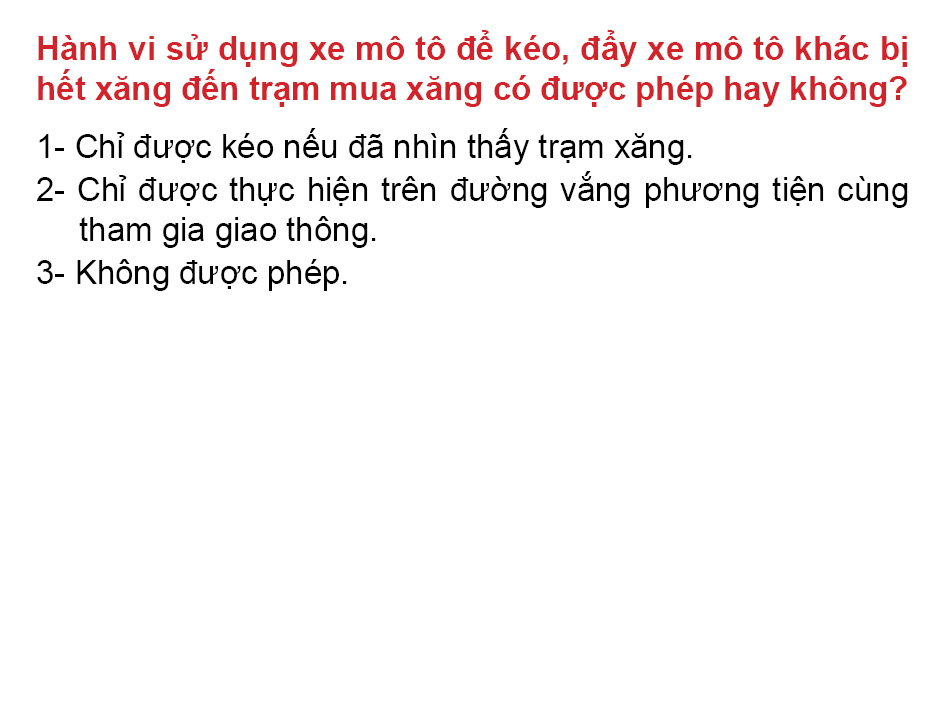 Hành vi sử dụng xe mô tô để kéo, đẩy xe mô tô khác bị
hết xăng đến trạm mua xăng có được phép hay không?
1- Chỉ được kéo nếu đã nhìn thấy trạm xăng.
2- Chỉ được thực hiện trên đường vắng phương tiện cùng
tham gia giao thông.
3- Không được phép.